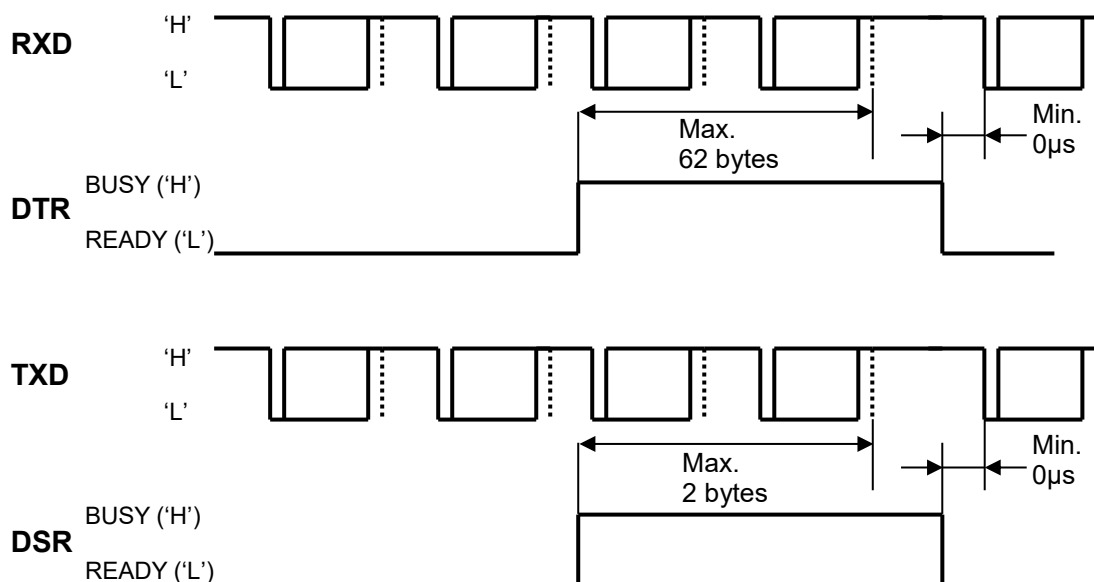 RXD
‘H’
‘L’
Max.
62 bytes
Min.
0µs
DTR
BUSY (‘H’)
READY (‘L’)
TXD
‘H’
‘L’
Max.
2 bytes
Min.
0µs
DSR
BUSY (‘H’)
READY (‘L’)